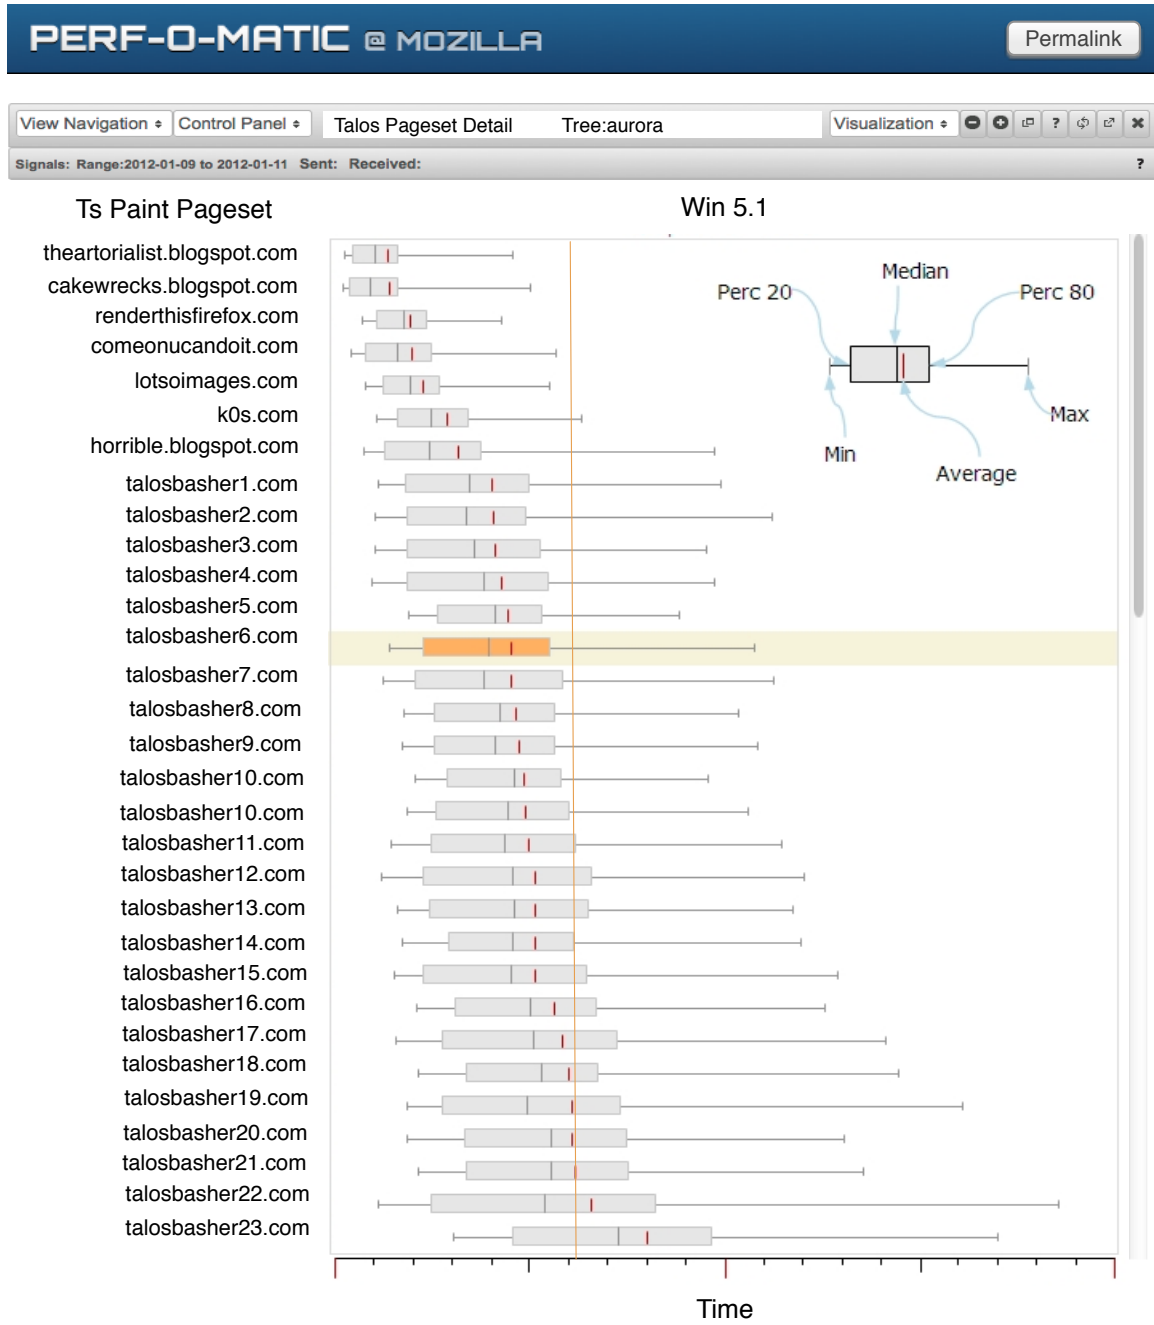 PERF-O-MATIC @ MOZILLA
Permalink
View Navigation Control Panel Talos Pageset Detail Tree:aurora Visualization ?
Signals: Range:2012-01-09 to 2012-01-11 Sent: Received: ?
Ts Paint Pageset Win 5.1
theartorialist.blogspot.com
cakewrecks.blogspot.com
renderthisfirefox.com
comeonucandoit.com
lotsoimages.com
k0s.com
horrible.blogspot.com
talosbasher1.com
talosbasher2.com
talosbasher3.com
talosbasher4.com
talosbasher5.com
talosbasher6.com
talosbasher7.com
talosbasher8.com
talosbasher9.com
talosbasher10.com
talosbasher10.com
talosbasher11.com
talosbasher12.com
talosbasher13.com
talosbasher14.com
talosbasher15.com
talosbasher16.com
talosbasher17.com
talosbasher18.com
talosbasher19.com
talosbasher20.com
talosbasher21.com
talosbasher22.com
talosbasher23.com
Median
Perc 20
Perc 80
Max
Min
Average
Time